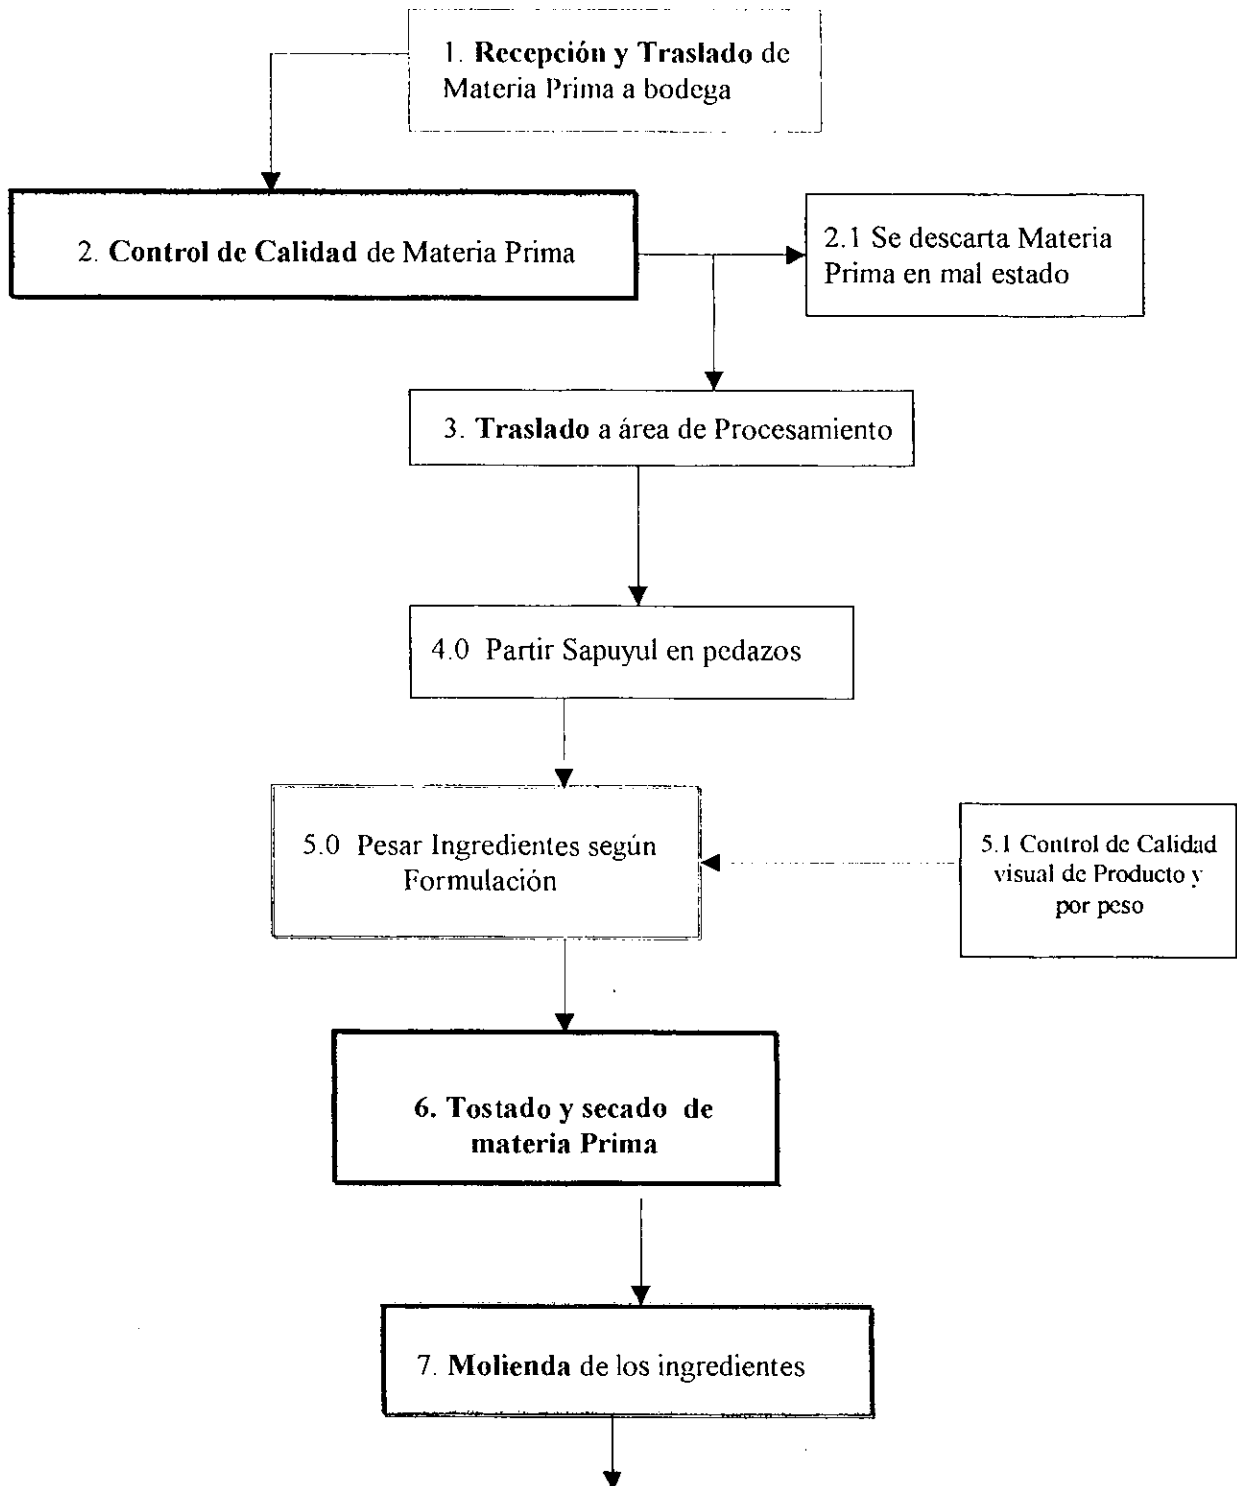 1. Recepción y Traslado de
Materia Prima a bodega
2. Control de Calidad de Materia Prima
2.1 Se descarta Materia
Prima en mal estado
3. Traslado a área de Procesamiento
4.0 Partir Sapuyul en pedazos
5.0 Pesar Ingredientes según
Formulación
5.1 Control de Calidad
visual de Producto y
por peso
6. Tostado y secado de
materia Prima
7. Molienda de los ingredientes